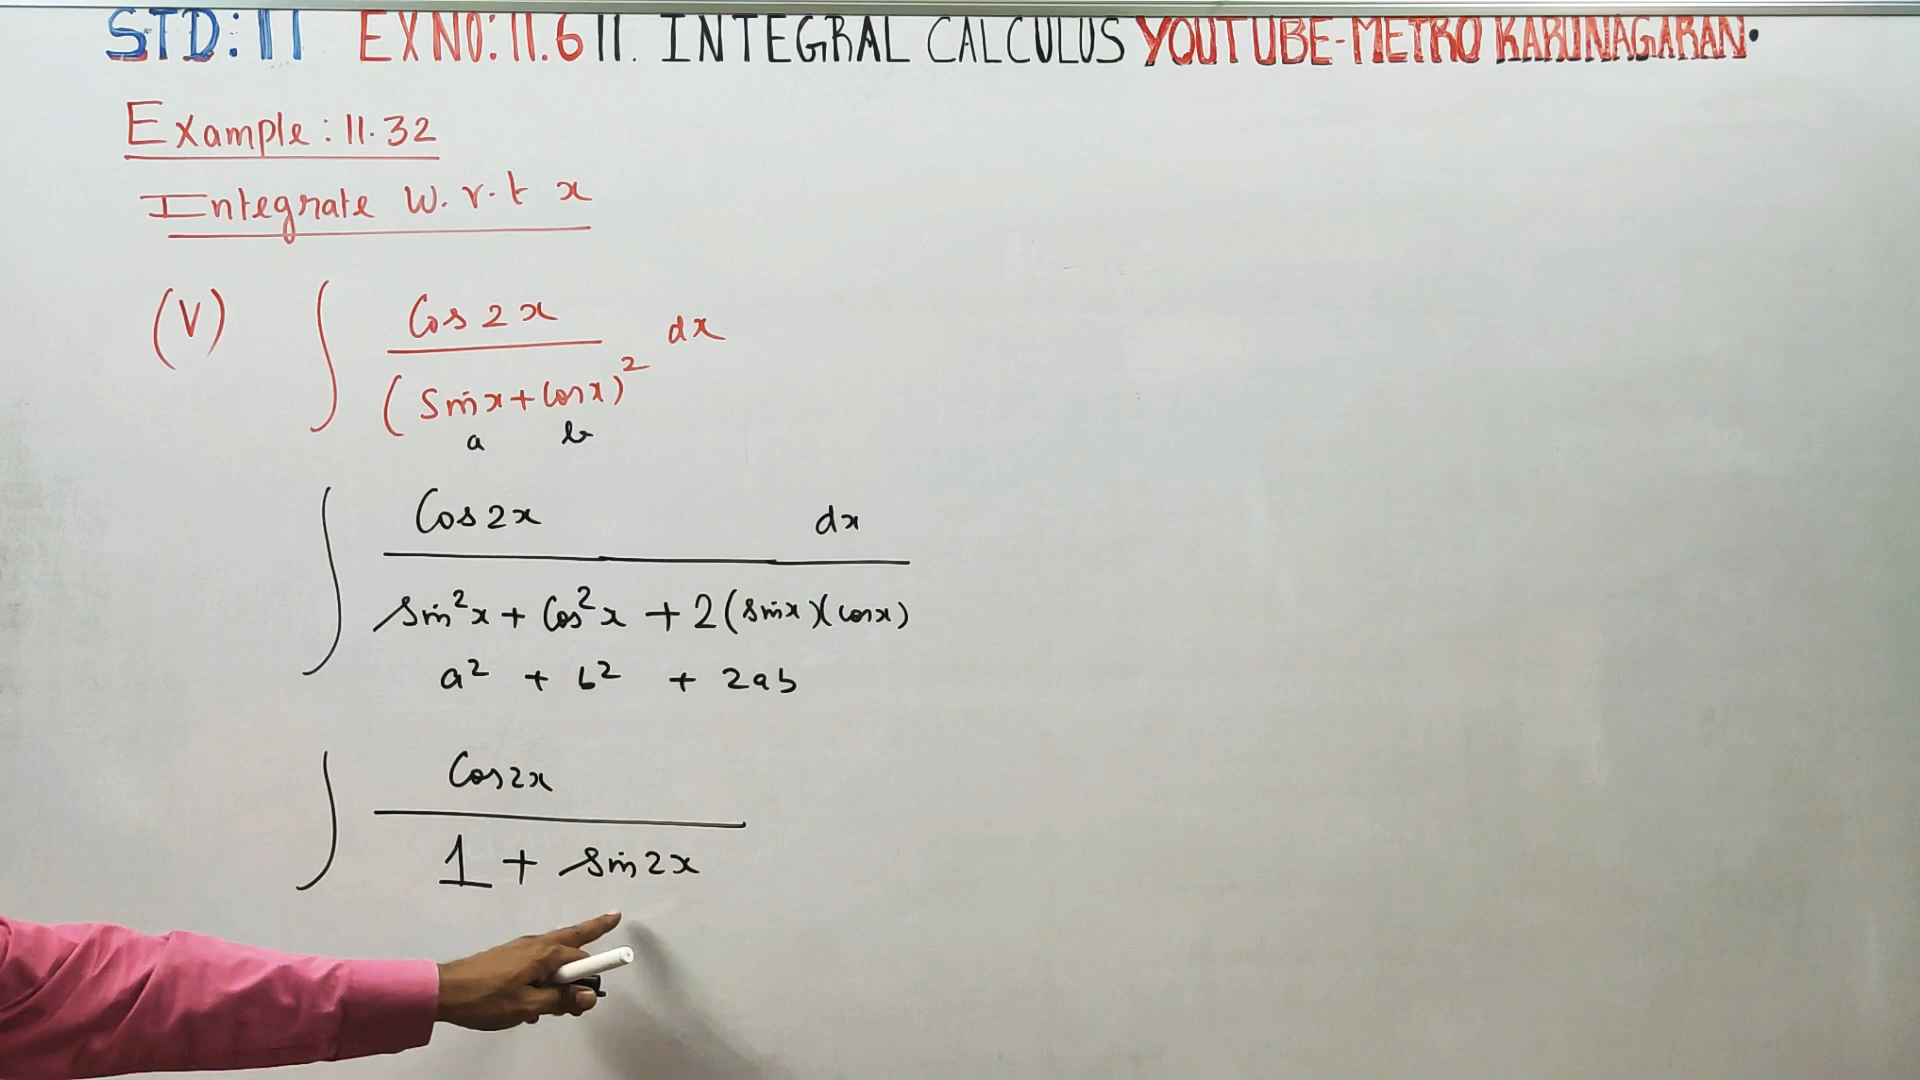 STD: 11 EX NO: 11.6 11. INTEGRAL CALCULUS YOUTUBE-METRO KARUNAGARAN.
Example: 11.32
Integrate w.r.t x
(V) ∫ Cos 2x / (Sin x + Cos x)² dx
a b
∫ Cos 2x dx / sin²x + Cos²x + 2(sin x)(cos x)
a² + b² + 2ab
∫ Cos 2x / 1 + sin 2x